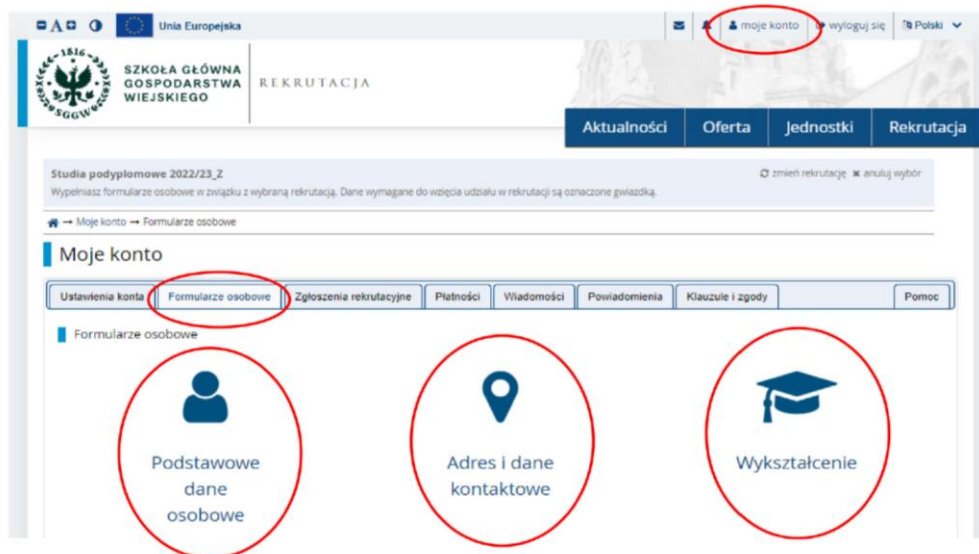 A Unia Europejska moje konto wyloguj się Polski
1816
SGGW
SZKOŁA GŁÓWNA
GOSPODARSTWA
WIEJSKIEGO
REKRUTACJA
Aktualności Oferta Jednostki Rekrutacja
Studia podyplomowe 2022/23_Z zmień rekrutację anuluj wybór
Wypełniasz formularze osobowe w związku z wybraną rekrutacją. Dane wymagane do wzięcia udziału w rekrutacji są oznaczone gwiazdką.
→ Moje konto → Formularze osobowe
Moje konto
Ustawienia konta Formularze osobowe Zgłoszenia rekrutacyjne Płatności Wiadomości Powiadomienia Klauzule i zgody Pomoc
Formularze osobowe
Podstawowe
dane
osobowe
Adres i dane
kontaktowe
Wykształcenie